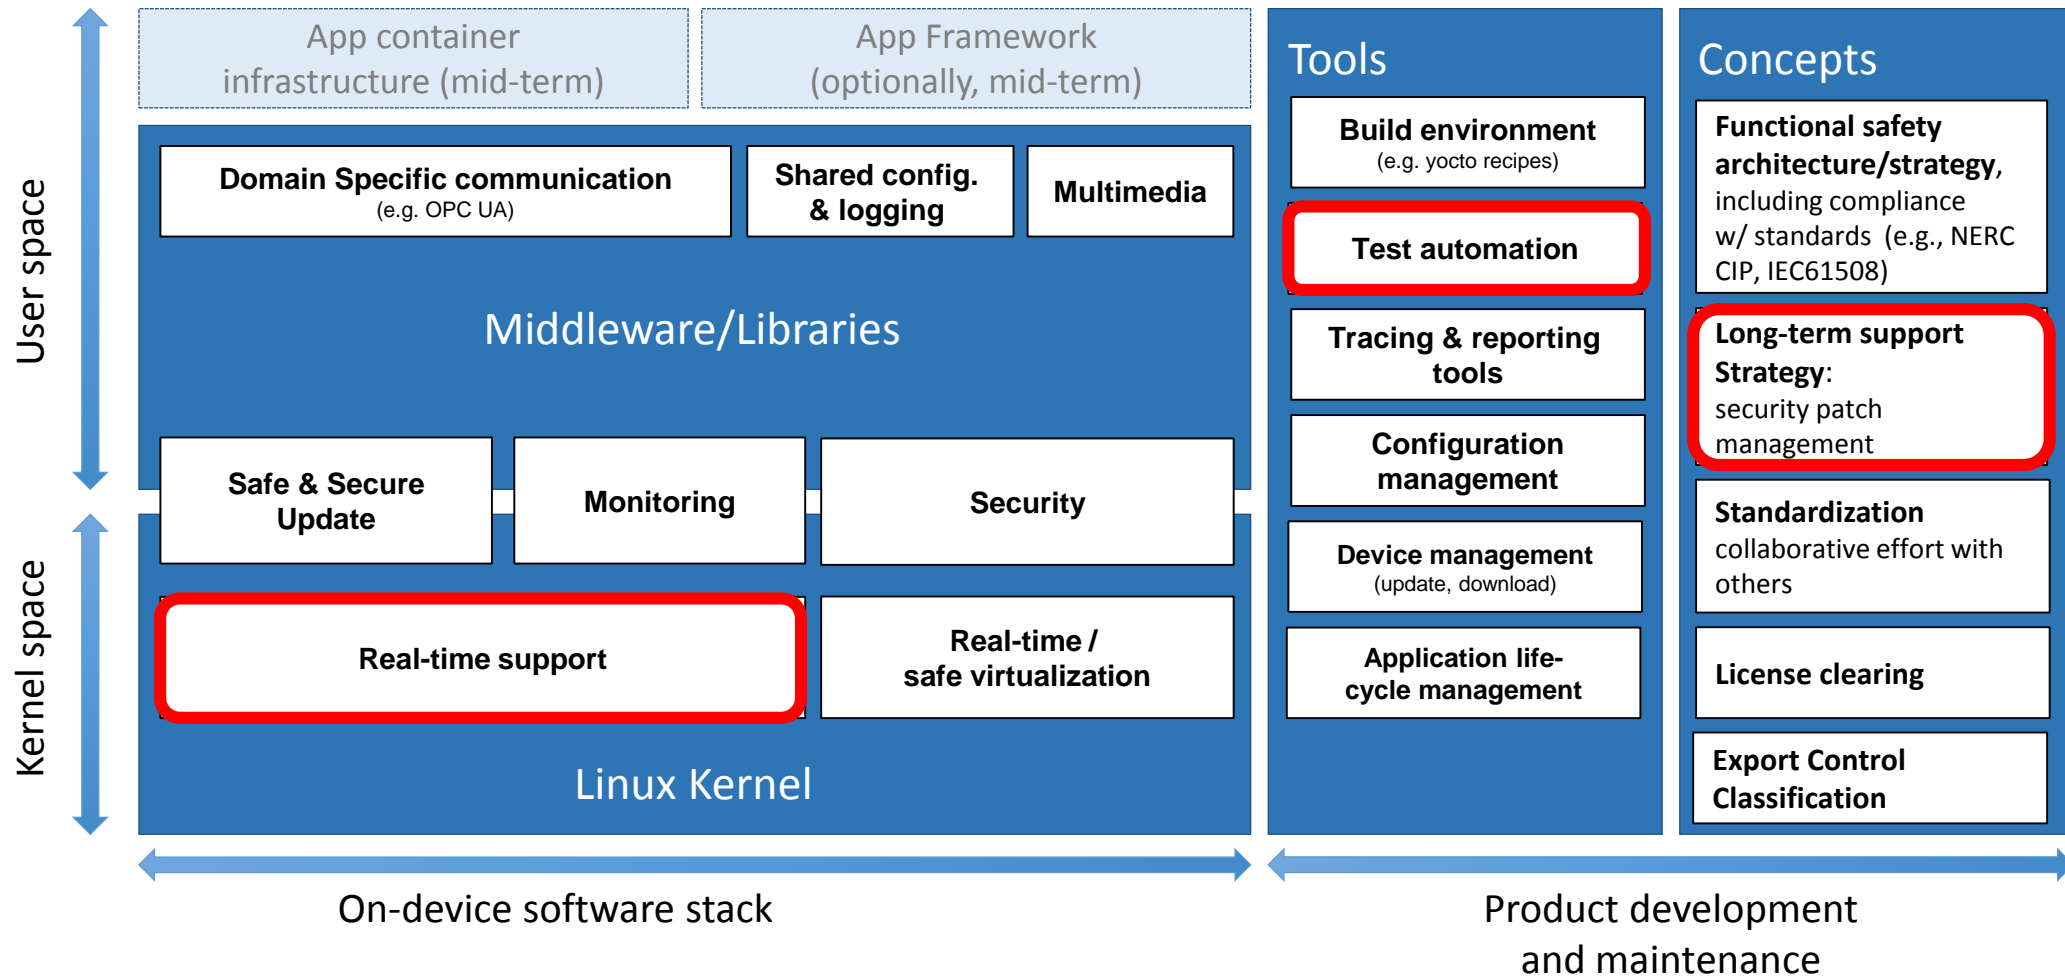 User space
Kernel space
App container
infrastructure (mid-term)
App Framework
(optionally, mid-term)
Domain Specific communication
(e.g. OPC UA)
Shared config.
& logging
Multimedia
Middleware/Libraries
Safe & Secure
Update
Monitoring
Security
Real-time support
Real-time /
safe virtualization
Linux Kernel
On-device software stack
Tools
Build environment
(e.g. yocto recipes)
Test automation
Tracing & reporting
tools
Configuration
management
Device management
(update, download)
Application life-
cycle management
Concepts
Functional safety
architecture/strategy,
including compliance
w/ standards (e.g., NERC
CIP, IEC61508)
Long-term support
Strategy:
security patch
management
Standardization
collaborative effort with
others
License clearing
Export Control
Classification
Product development
and maintenance